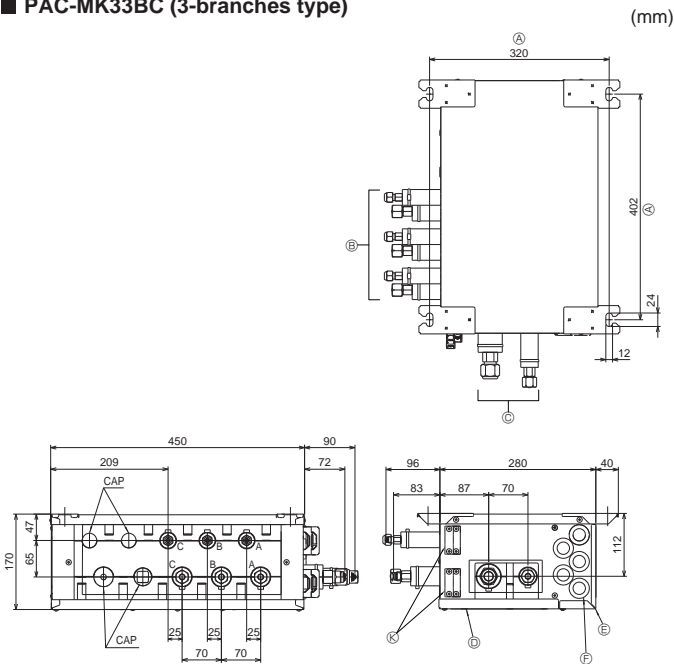 ■ PAC-MK33BC (3-branches type)
(mm)
Ⓐ
320
402 Ⓐ
Ⓑ
24
12
Ⓒ
450 90
209 72
CAP
47
65
170
C B A
C B A
CAP
25 25 25
70 70
96 280 40
83 87 70
112
Ⓚ Ⓓ Ⓔ
Ⓕ